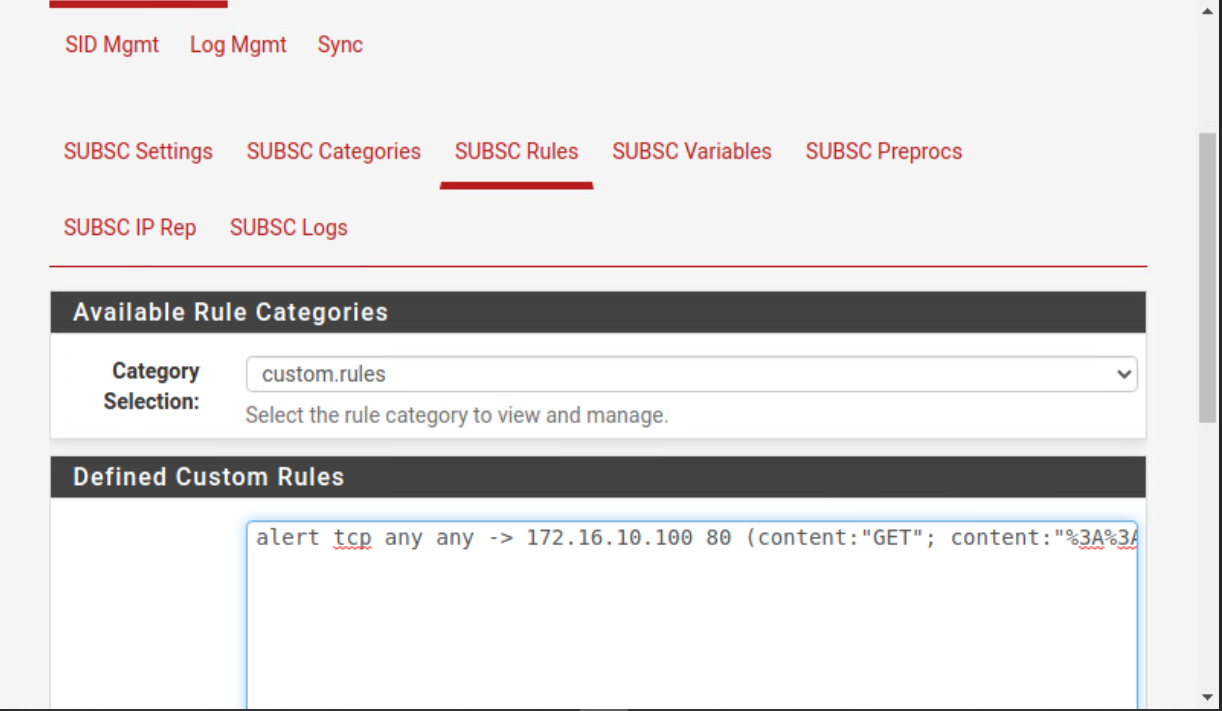 SID Mgmt Log Mgmt Sync
SUBSC Settings SUBSC Categories SUBSC Rules SUBSC Variables SUBSC Preprocs
SUBSC IP Rep SUBSC Logs
Available Rule Categories
Category
Selection:
custom.rules
Select the rule category to view and manage.
Defined Custom Rules
alert tcp any any -> 172.16.10.100 80 (content:"GET"; content:"%3A%3A